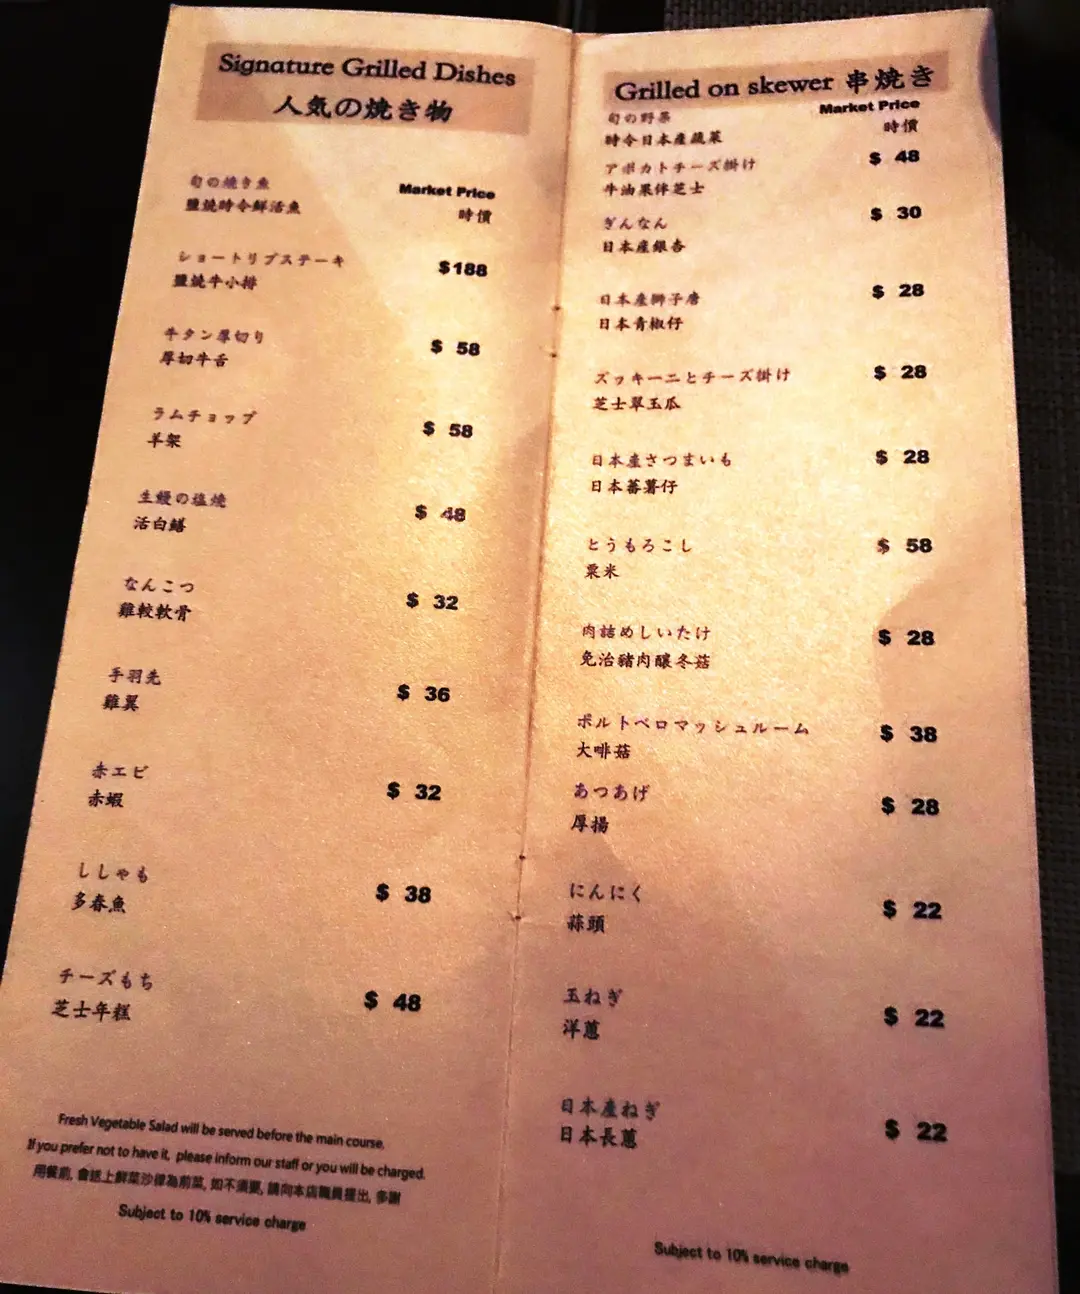 Signature Grilled Dishes
人気の焼き物
旬の焼き魚
鹽燒時令鮮活魚
Market Price
時價
ショートリブステーキ
鹽燒牛小排
$188
牛タン厚切り
厚切牛舌
$ 58
ラムチョップ
羊架
$ 58
生鰻の塩焼
活白鱔
$ 48
なんこつ
雞較軟骨
$ 32
手羽先
雞翼
$ 36
赤エビ
赤蝦
$ 32
ししゃも
多春魚
$ 38
チーズもち
芝士年糕
$ 48
Fresh Vegetable Salad will be served before the main course.
If you prefer not to have it, please inform our staff or you will be charged.
用餐前, 會送上鮮菜沙律為前菜, 如不須要, 請向本店職員提出, 多謝
Subject to 10% service charge
Grilled on skewer 串焼き
旬の野菜
時令日本産蔬菜
Market Price
時價
アボカトチーズ掛け
牛油果伴芝士
$ 48
ぎんなん
日本産銀杏
$ 30
日本産獅子唐
日本青椒仔
$ 28
ズッキーニとチーズ掛け
芝士翠玉瓜
$ 28
日本産さつまいも
日本蕃薯仔
$ 28
とうもろこし
粟米
$ 58
肉詰めしいたけ
免治豬肉釀冬菇
$ 28
ポルトベロマッシュルーム
大啡菇
$ 38
あつあげ
厚揚
$ 28
にんにく
蒜頭
$ 22
玉ねぎ
洋蔥
$ 22
日本産ねぎ
日本長蔥
$ 22
Subject to 10% service charge